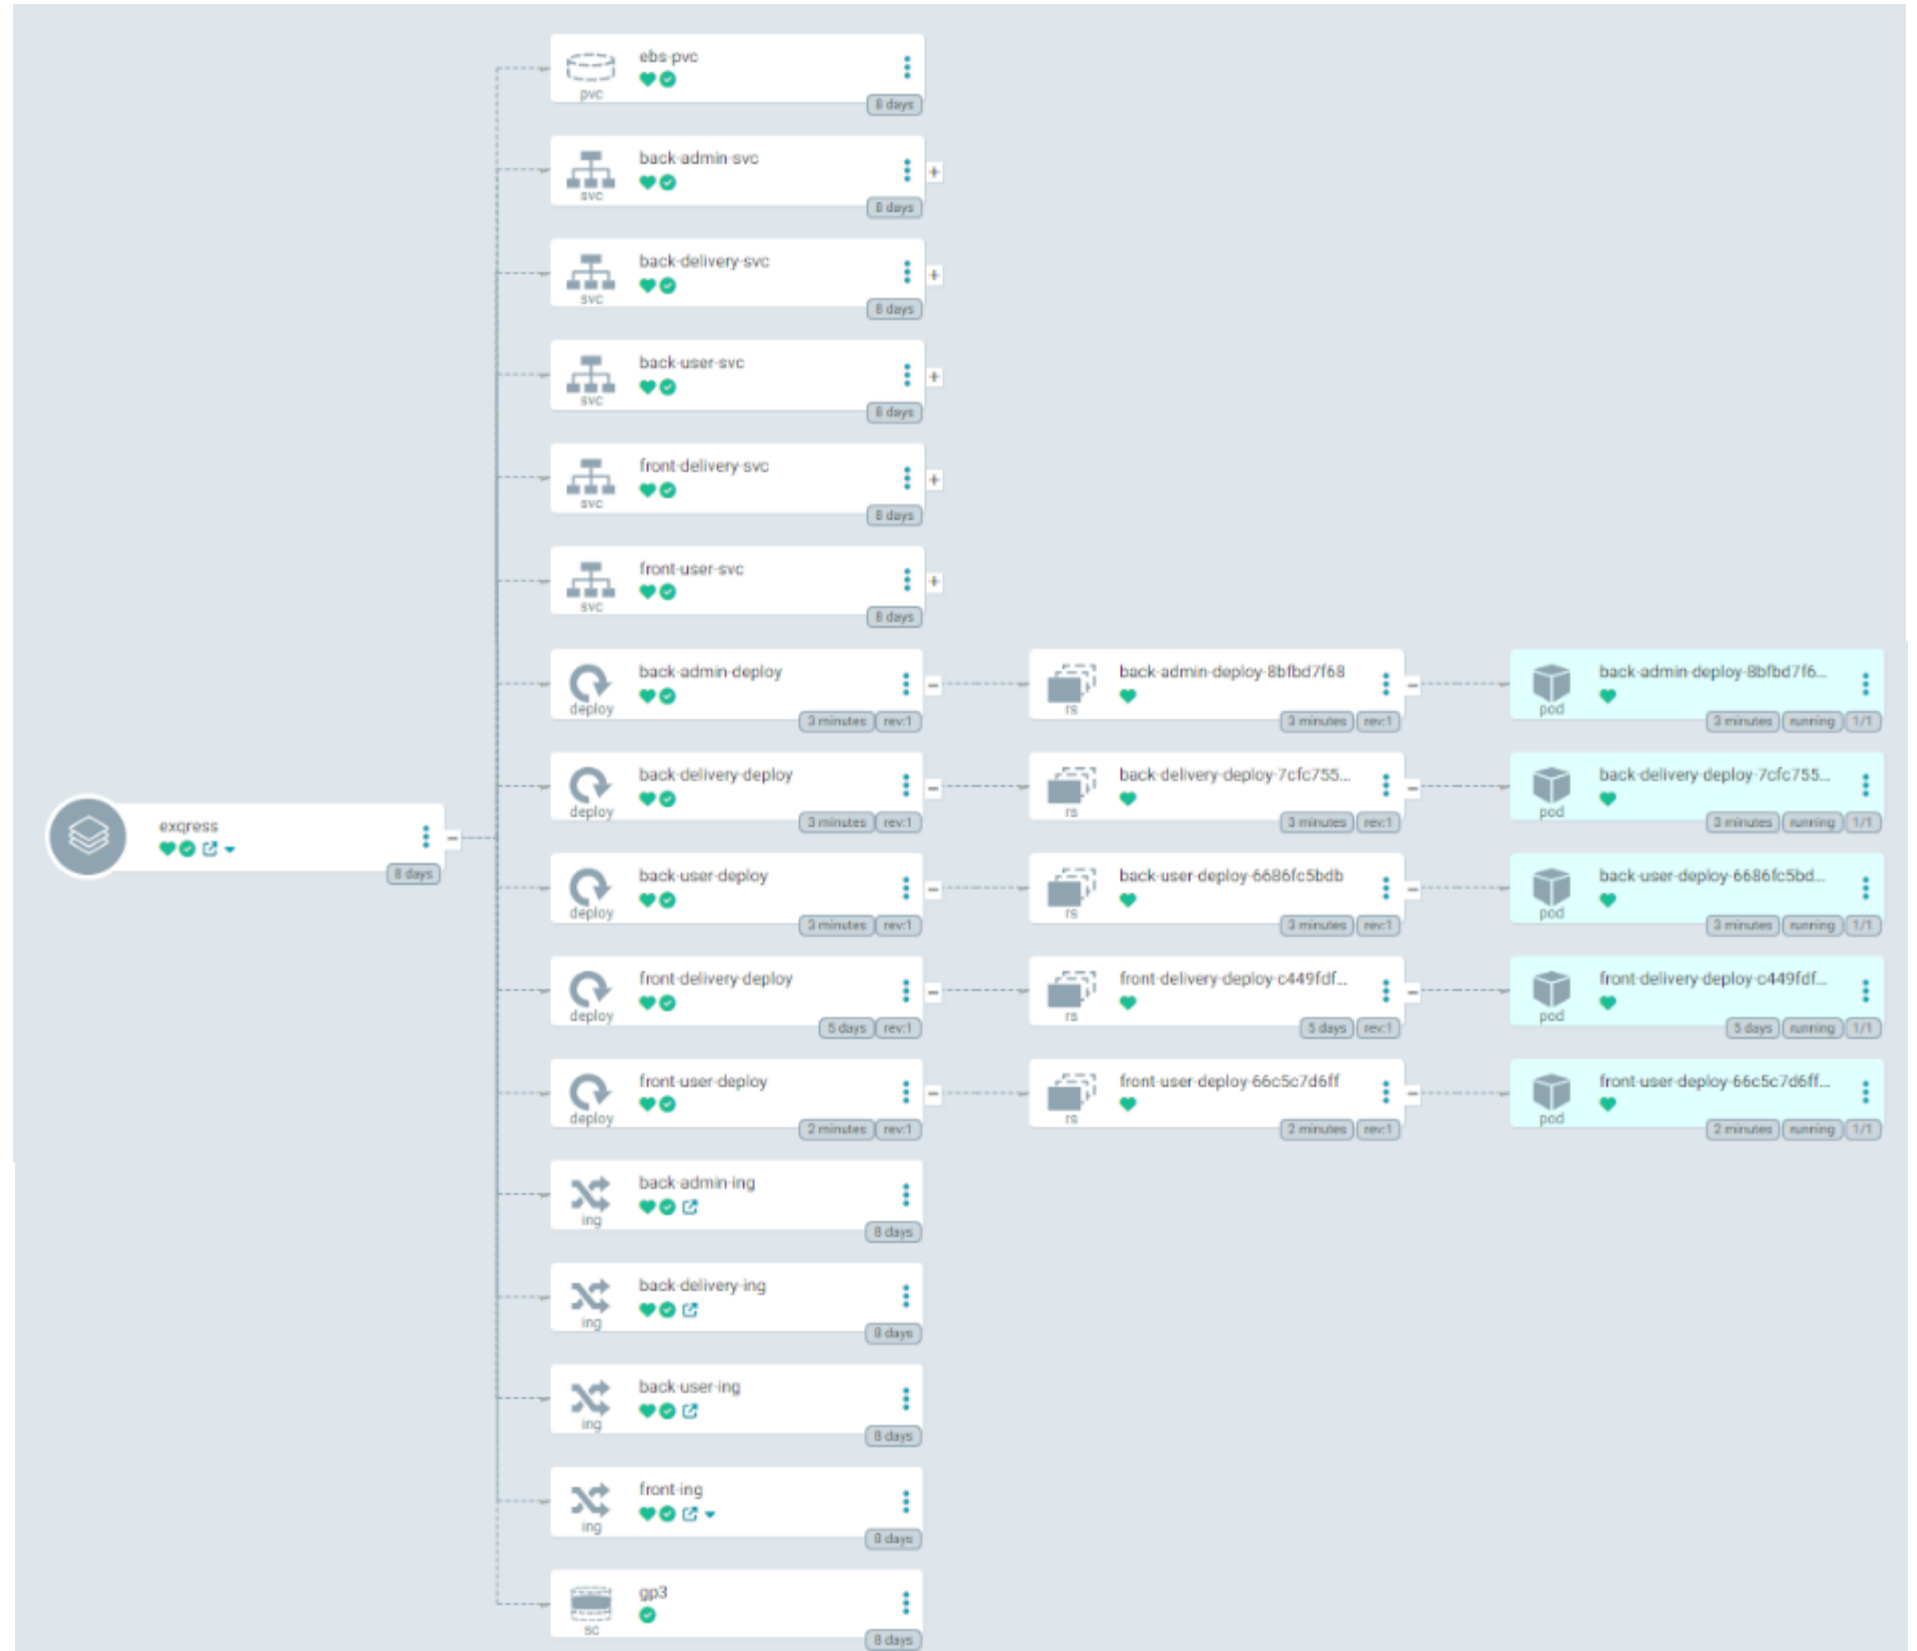 ebs-pvc
pvc
8 days
back-admin-svc
svc
8 days
back-delivery-svc
svc
8 days
back-user-svc
svc
8 days
front-delivery-svc
svc
8 days
front-user-svc
svc
8 days
back-admin-deploy
deploy
3 minutes rev:1
back-admin-deploy-8bfbd7f68
rs
3 minutes rev:1
back-admin-deploy-8bfbd7f6...
pod
3 minutes running 1/1
back-delivery-deploy
deploy
3 minutes rev:1
back-delivery-deploy-7cfc755...
rs
3 minutes rev:1
back-delivery-deploy-7cfc755...
pod
3 minutes running 1/1
exqress
8 days
back-user-deploy
deploy
3 minutes rev:1
back-user-deploy-6686fc5bdb
rs
3 minutes rev:1
back-user-deploy-6686fc5bd...
pod
3 minutes running 1/1
front-delivery-deploy
deploy
5 days rev:1
front-delivery-deploy-c449fdf...
rs
5 days rev:1
front-delivery-deploy-c449fdf...
pod
5 days running 1/1
front-user-deploy
deploy
2 minutes rev:1
front-user-deploy-66c5c7d6ff
rs
2 minutes rev:1
front-user-deploy-66c5c7d6ff...
pod
2 minutes running 1/1
back-admin-ing
ing
8 days
back-delivery-ing
ing
8 days
back-user-ing
ing
8 days
front-ing
ing
8 days
gp3
sc
8 days